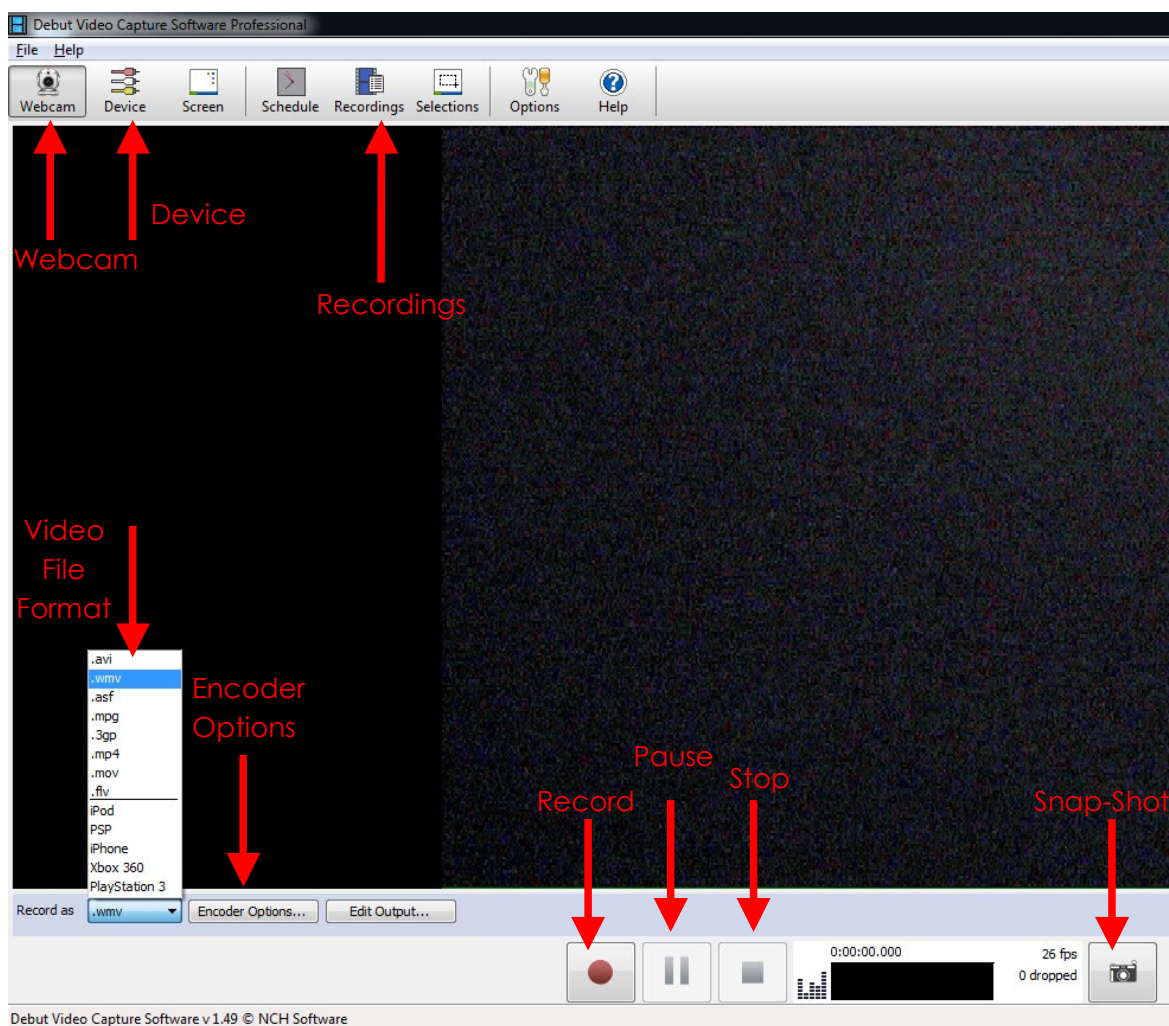 Debut Video Capture Software Professional
File Help
Webcam Device Screen Schedule Recordings Selections Options Help
Device
Webcam
Recordings
Video
File
Format
.avi
.wmv
.asf
.mpg
.3gp
.mp4
.mov
.flv
iPod
PSP
iPhone
Xbox 360
PlayStation 3
Encoder
Options
Pause
Stop
Record
Snap-Shot
Record as .wmv Encoder Options... Edit Output...
0:00:00.000 26 fps
0 dropped
Debut Video Capture Software v 1.49 © NCH Software